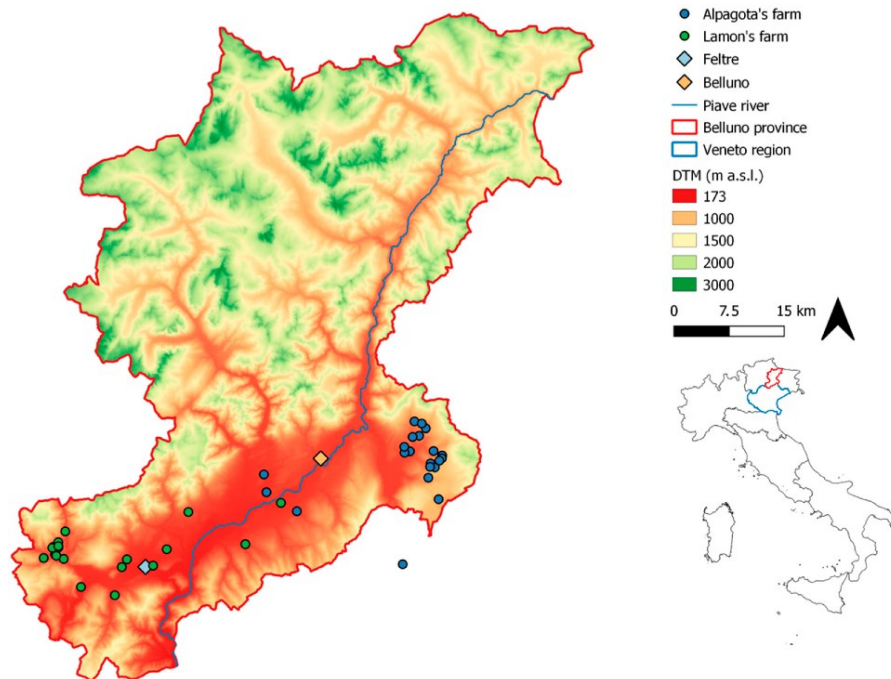 Alpagota's farm
Lamon's farm
Feltre
Belluno
Piave river
Belluno province
Veneto region
DTM (m a.s.l.)
173
1000
1500
2000
3000
0 7.5 15 km